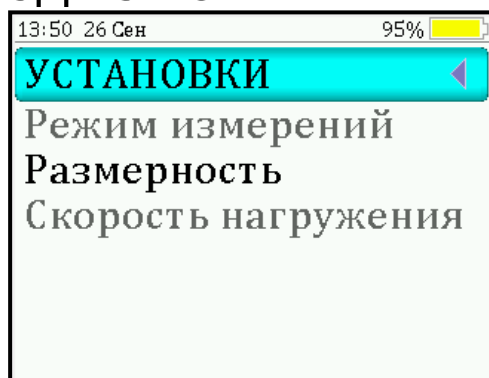 13:50 26 Сен 95%
УСТАНОВКИ
Режим измерений
Размерность
Скорость нагружения